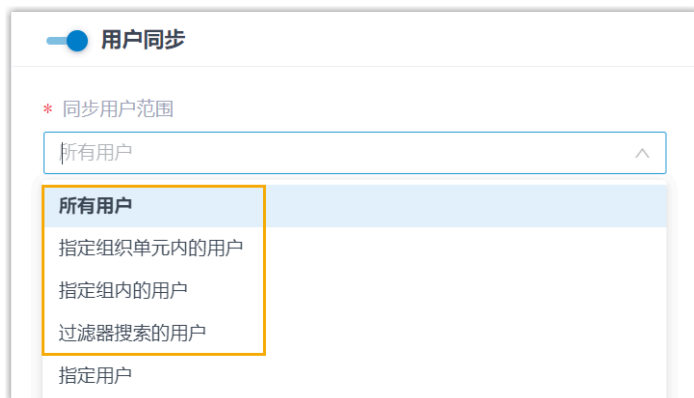 用户同步
* 同步用户范围
所有用户
所有用户
指定组织单元内的用户
指定组内的用户
过滤器搜索的用户
指定用户